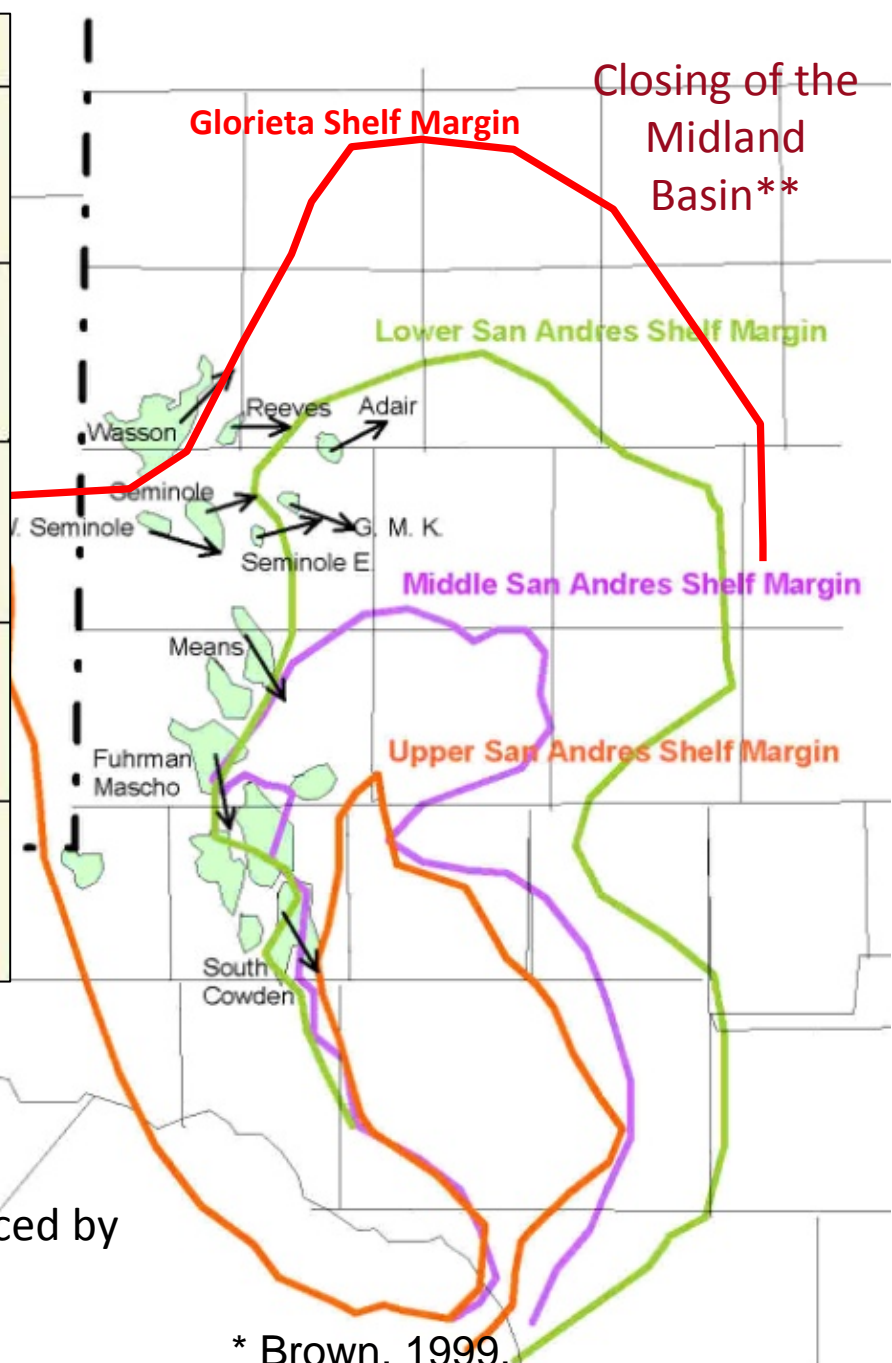 Closing of the
Midland
Basin**
Glorieta Shelf Margin
Lower San Andres Shelf Margin
Reeves
Adair
Wasson
Seminole
Seminole
G. M. K.
Seminole E.
Middle San Andres Shelf Margin
Means
Upper San Andres Shelf Margin
Fuhrman
Mascho
South
Cowden
by
* Brown, 1999.